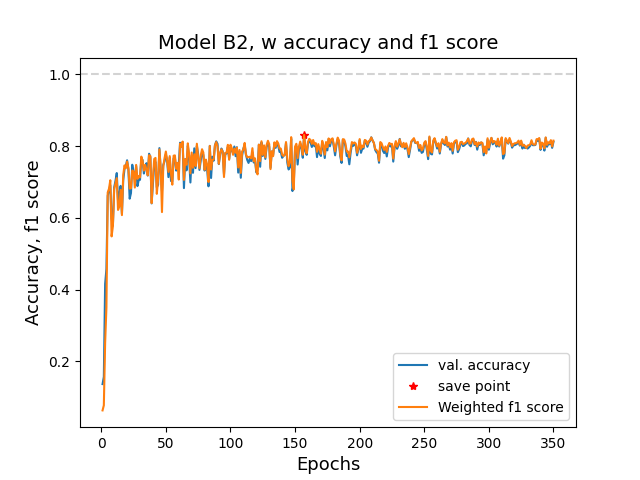 Model B2, w accuracy and f1 score
Accuracy, f1 score
1.0
0.8
0.6
0.4
0.2
0
50
100
150
200
250
300
350
Epochs
val. accuracy
save point
Weighted f1 score